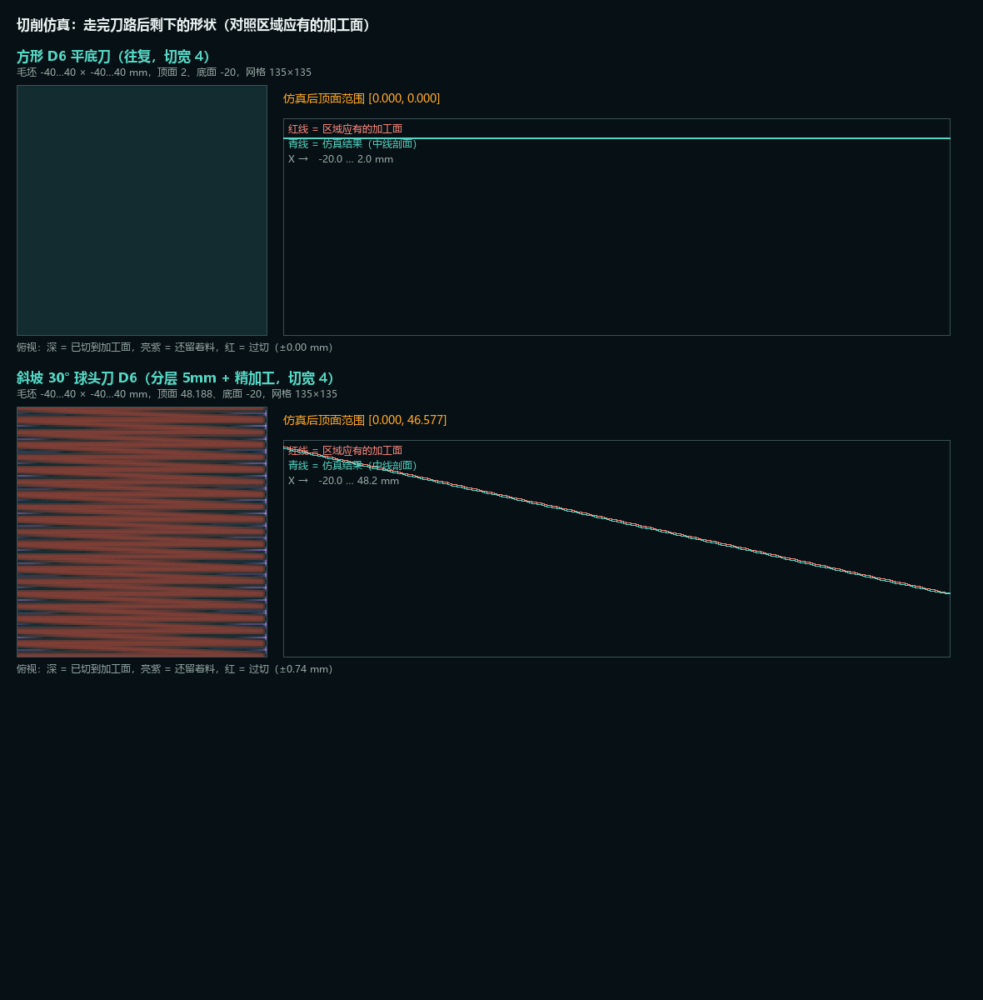 切削仿真：走完刀路后剩下的形状（对照区域应有的加工面）
方形 D6 平底刀（往复，切宽 4）
毛坯 -40...40 × -40...40 mm，顶面 2、底面 -20，网格 135×135
仿真后顶面范围 [0.000, 0.000]
红线 = 区域应有的加工面
青线 = 仿真结果（中线剖面）
X → -20.0 ... 2.0 mm
俯视：深 = 已切到加工面，亮紫 = 还留着料，红 = 过切（±0.00 mm）
斜坡 30° 球头刀 D6（分层 5mm + 精加工，切宽 4）
毛坯 -40...40 × -40...40 mm，顶面 48.188、底面 -20，网格 135×135
仿真后顶面范围 [0.000, 46.577]
红线 = 区域应有的加工面
青线 = 仿真结果（中线剖面）
X → -20.0 ... 48.2 mm
俯视：深 = 已切到加工面，亮紫 = 还留着料，红 = 过切（±0.74 mm）